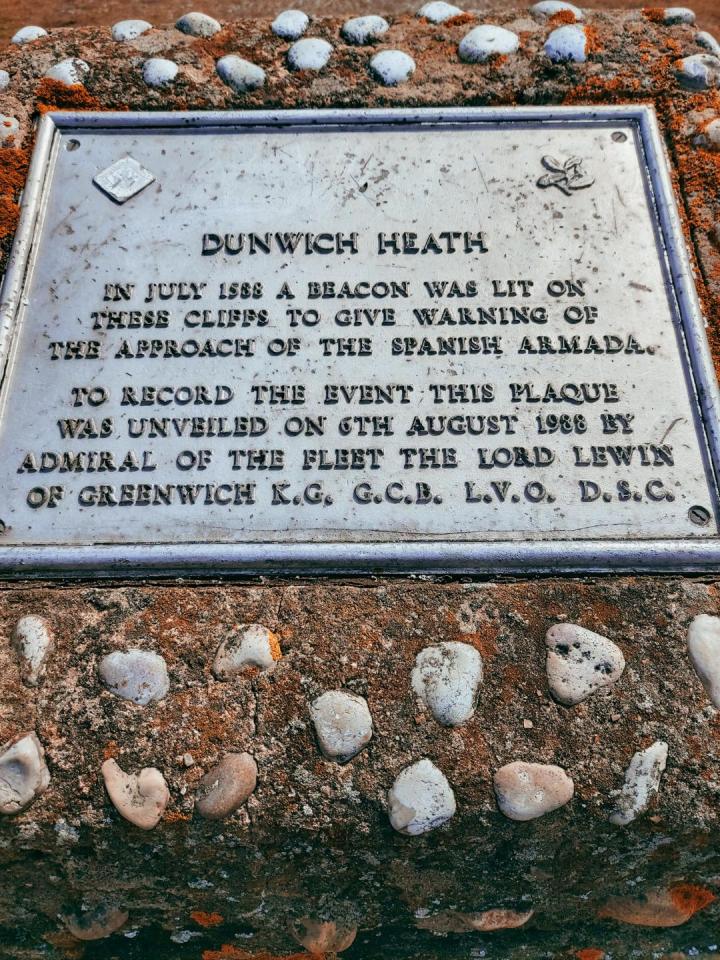 DUNWICH HEATH
IN JULY 1588 A BEACON WAS LIT ON
THESE CLIFFS TO GIVE WARNING OF
THE APPROACH OF THE SPANISH ARMADA.
TO RECORD THE EVENT THIS PLAQUE
WAS UNVEILED ON 6TH AUGUST 1988 BY
ADMIRAL OF THE FLEET THE LORD LEWIN
OF GREENWICH K.G. G.C.B. L.V.O. D.S.C.